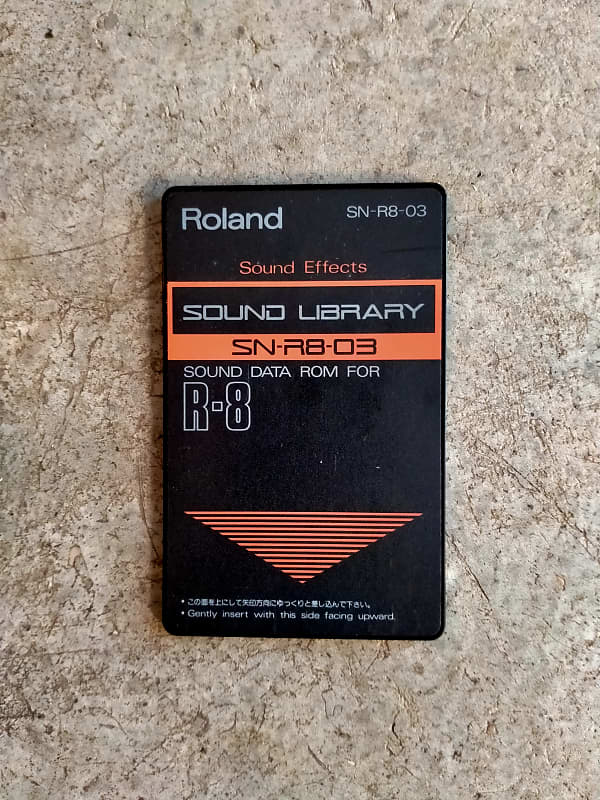 Roland SN-R8-03
Sound Effects
SOUND LIBRARY
SN-R8-03
SOUND DATA ROM FOR
R-8
• この面を上にして矢印方向にゆっくりと差し込んで下さい。
• Gently insert with this side facing upward.